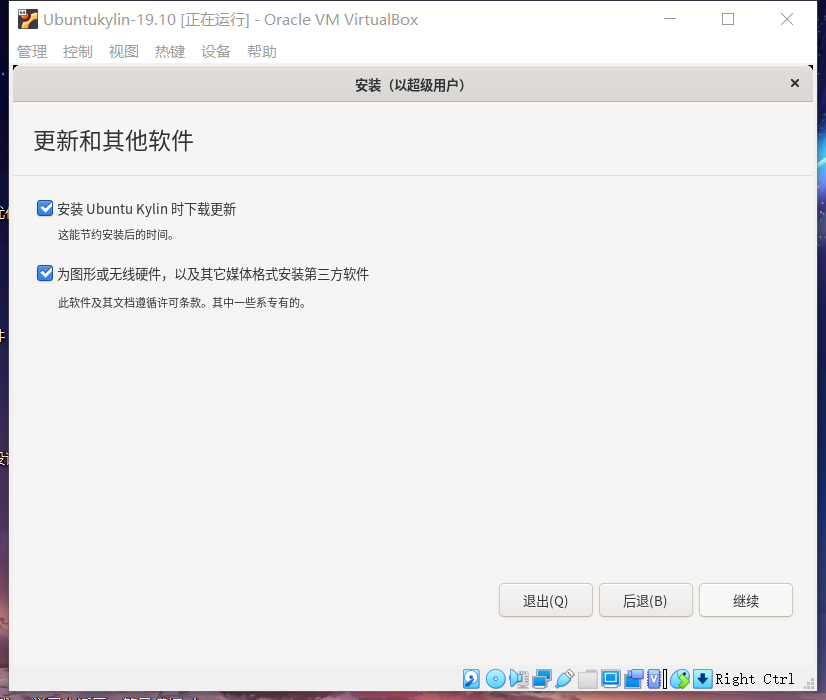 Ubuntukylin-19.10 [正在运行] - Oracle VM VirtualBox
管理 控制 视图 热键 设备 帮助
安装（以超级用户）
更新和其他软件
安装 Ubuntu Kylin 时下载更新
这能节约安装后的时间。
为图形或无线硬件，以及其它媒体格式安装第三方软件
此软件及其文档遵循许可条款。其中一些系专有的。
退出(Q) 后退(B) 继续
Right Ctrl